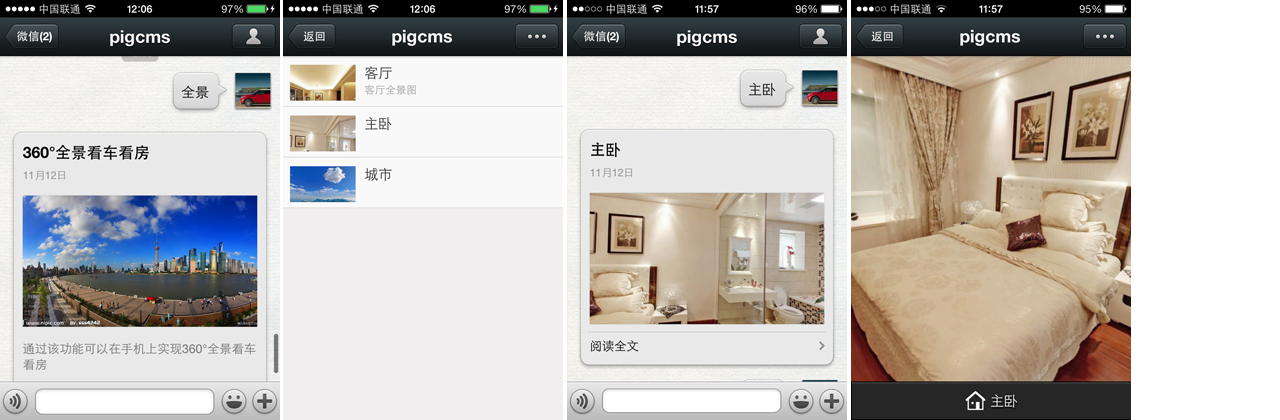 中国联通 12:06 97%
微信(2) pigcms
全景
360°全景看车看房
11月12日
www.nipic.com BY.sss4242
通过该功能可以在手机上实现360°全景看车
看房
中国联通 12:06 97%
返回 pigcms
客厅
客厅全景图
主卧
城市
中国联通 11:57 96%
微信(2) pigcms
主卧
主卧
11月12日
阅读全文
中国联通 11:57 95%
返回 pigcms
主卧